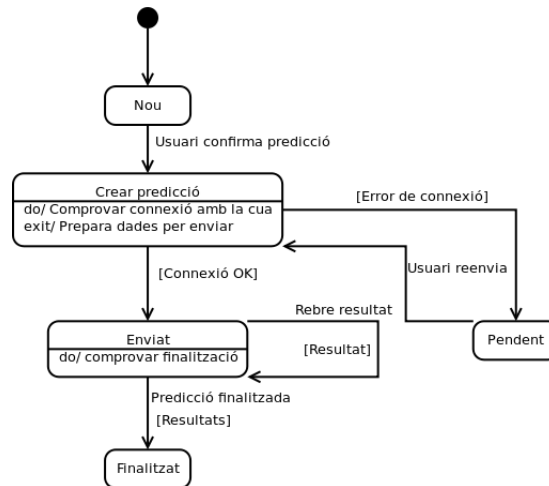 Nou
Usuari confirma predicció
Crear predicció
do/ Comprovar connexió amb la cua
exit/ Prepara dades per enviar
[Error de connexió]
[Connexió OK]
Usuari reenvia
Rebre resultat
Enviat
do/ comprovar finalització
[Resultat]
Pendent
Predicció finalitzada
[Resultats]
Finalitzat